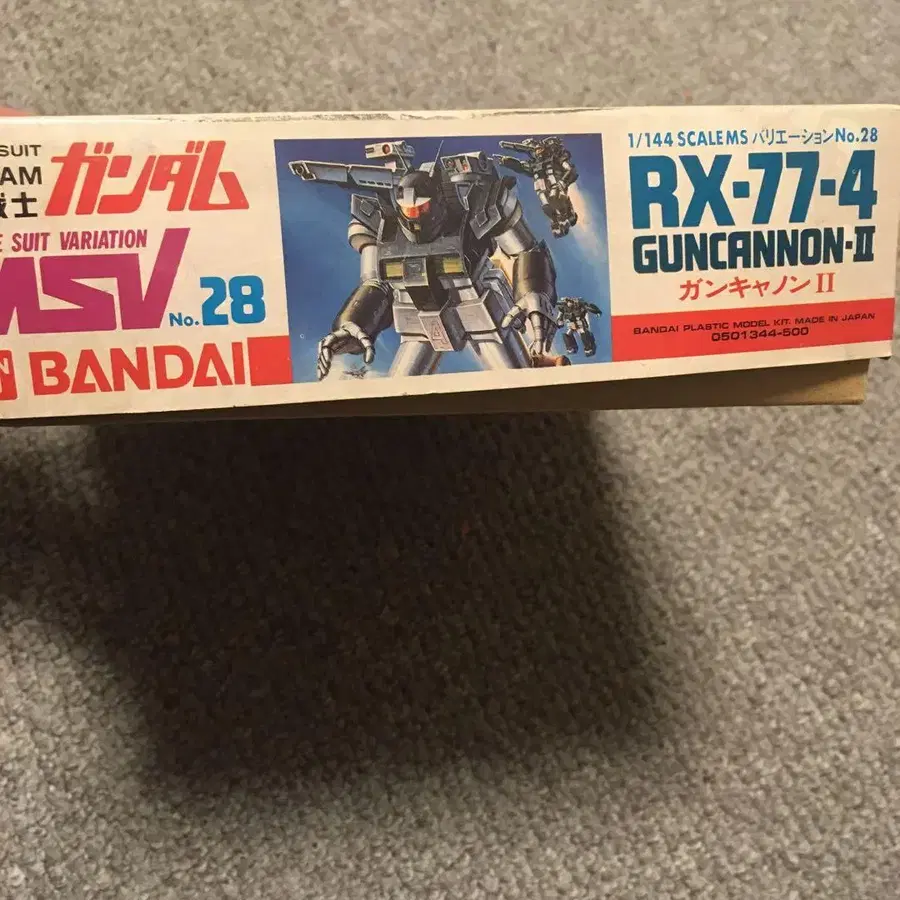 SUIT
AM
士 ガンダム
E SUIT VARIATION
MSV No.28
BANDAI
1/144 SCALE MS バリエーション No.28
RX-77-4
GUNCANNON-II
ガンキャノンII
BANDAI PLASTIC MODEL KIT. MADE IN JAPAN
0501344-500